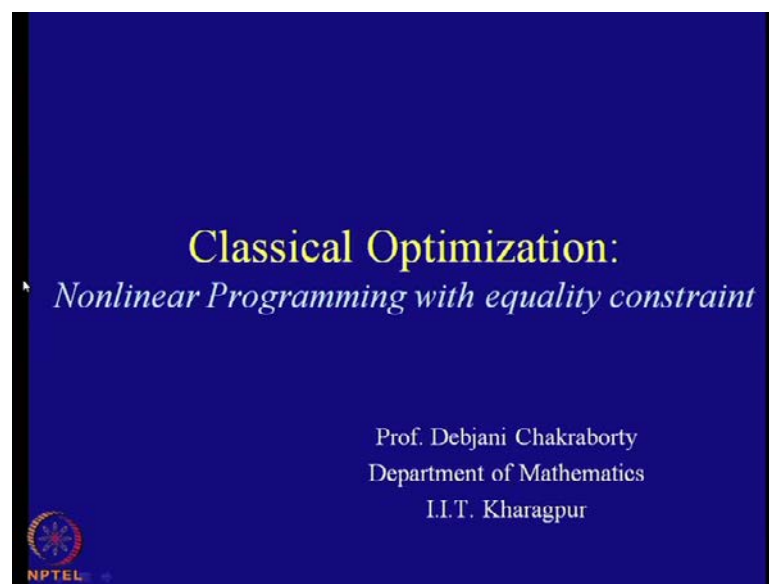 Classical Optimization:
Nonlinear Programming with equality constraint
Prof. Debjani Chakraborty
Department of Mathematics
I.I.T. Kharagpur
NPTEL